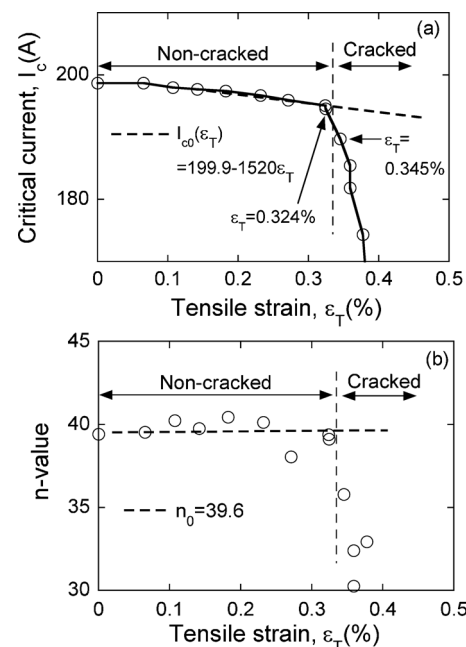 (a)
Non-cracked
Cracked
Critical current, I_c(A)
200
180
I_c0(ε_T)
=199.9-1520ε_T
ε_T=
0.345%
ε_T=0.324%
0 0.1 0.2 0.3 0.4 0.5
Tensile strain, ε_T(%)
(b)
Non-cracked
Cracked
n-value
45
40
35
30
n_0=39.6
0 0.1 0.2 0.3 0.4 0.5
Tensile strain, ε_T(%)